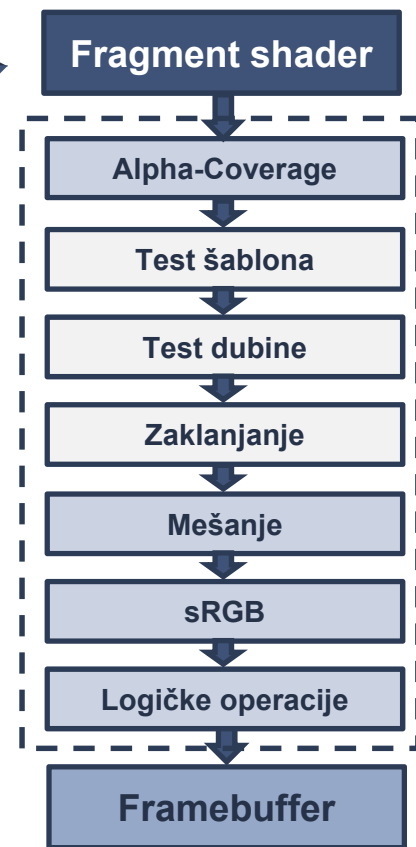 Fragment shader
Alpha-Coverage
Test šablona
Test dubine
Zaklanjanje
Mešanje
sRGB
Logičke operacije
Framebuffer